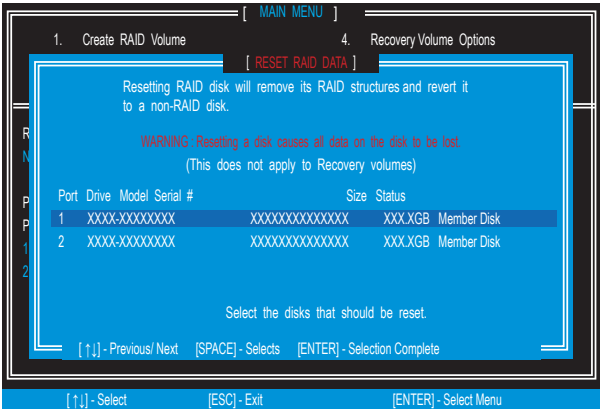 [ MAIN MENU ]
1. Create RAID Volume 4. Recovery Volume Options
[ RESET RAID DATA ]
Resetting RAID disk will remove its RAID structures and revert it
to a non-RAID disk.
WARNING : Resetting a disk causes all data on the disk to be lost.
(This does not apply to Recovery volumes)
Port Drive Model Serial # Size Status
1 XXXX-XXXXXXXX XXXXXXXXXXXXXX XXX.XGB Member Disk
2 XXXX-XXXXXXXX XXXXXXXXXXXXXX XXX.XGB Member Disk
Select the disks that should be reset.
[ ↑↓] - Previous/ Next [SPACE] - Selects [ENTER] - Selection Complete
R
N
P
P
1
2
[ ↑↓] - Select [ESC] - Exit [ENTER] - Select Menu